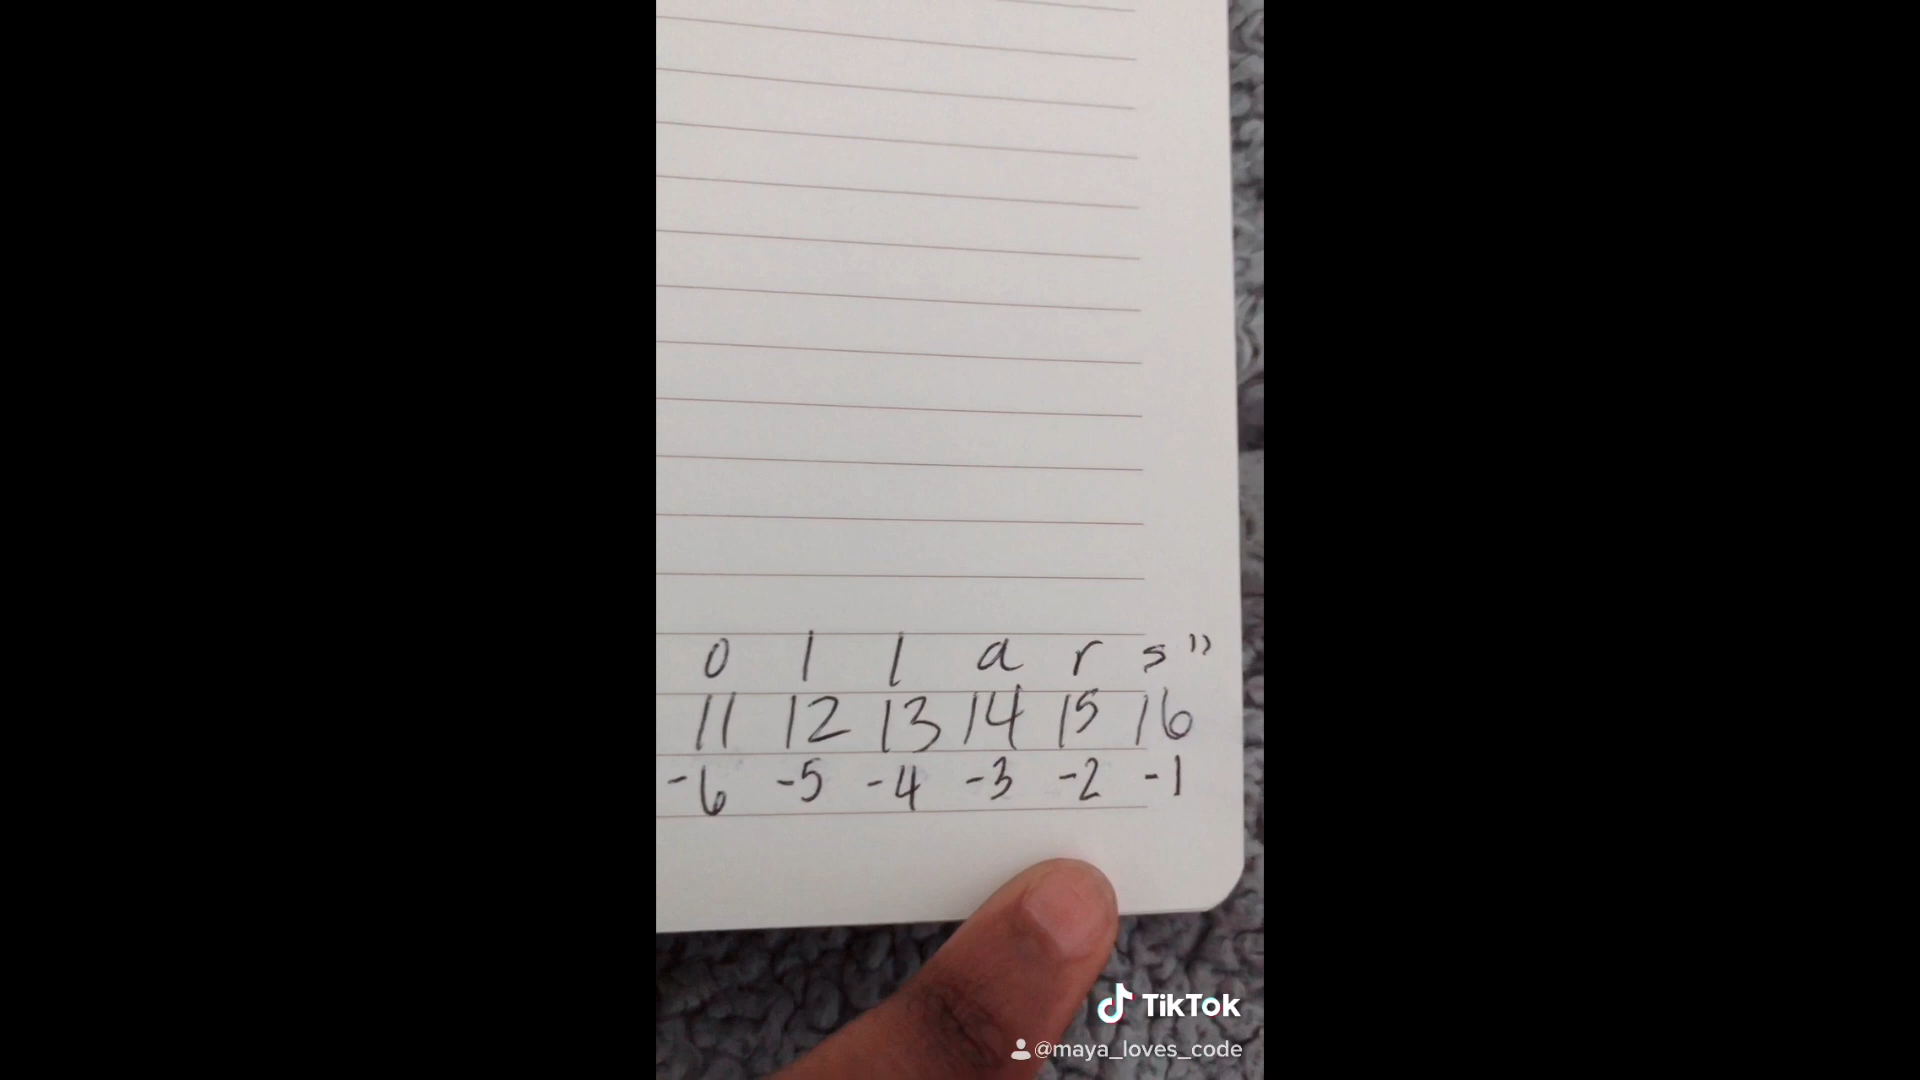 o l l a r s"
11 12 13 14 15 16
-6 -5 -4 -3 -2 -1
TikTok
@maya_loves_code